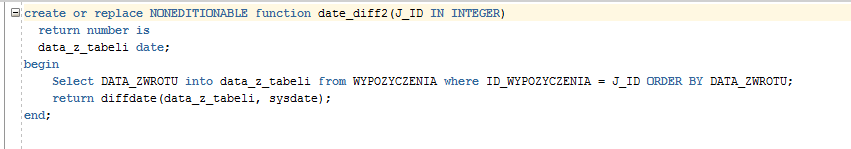 create or replace NONEDITIONABLE function date_diff2(J_ID IN INTEGER)
return number is
data_z_tabeli date;
begin
Select DATA_ZWROTU into data_z_tabeli from WYPOZYCZENIA where ID_WYPOZYCZENIA = J_ID ORDER BY DATA_ZWROTU;
return diffdate(data_z_tabeli, sysdate);
end;